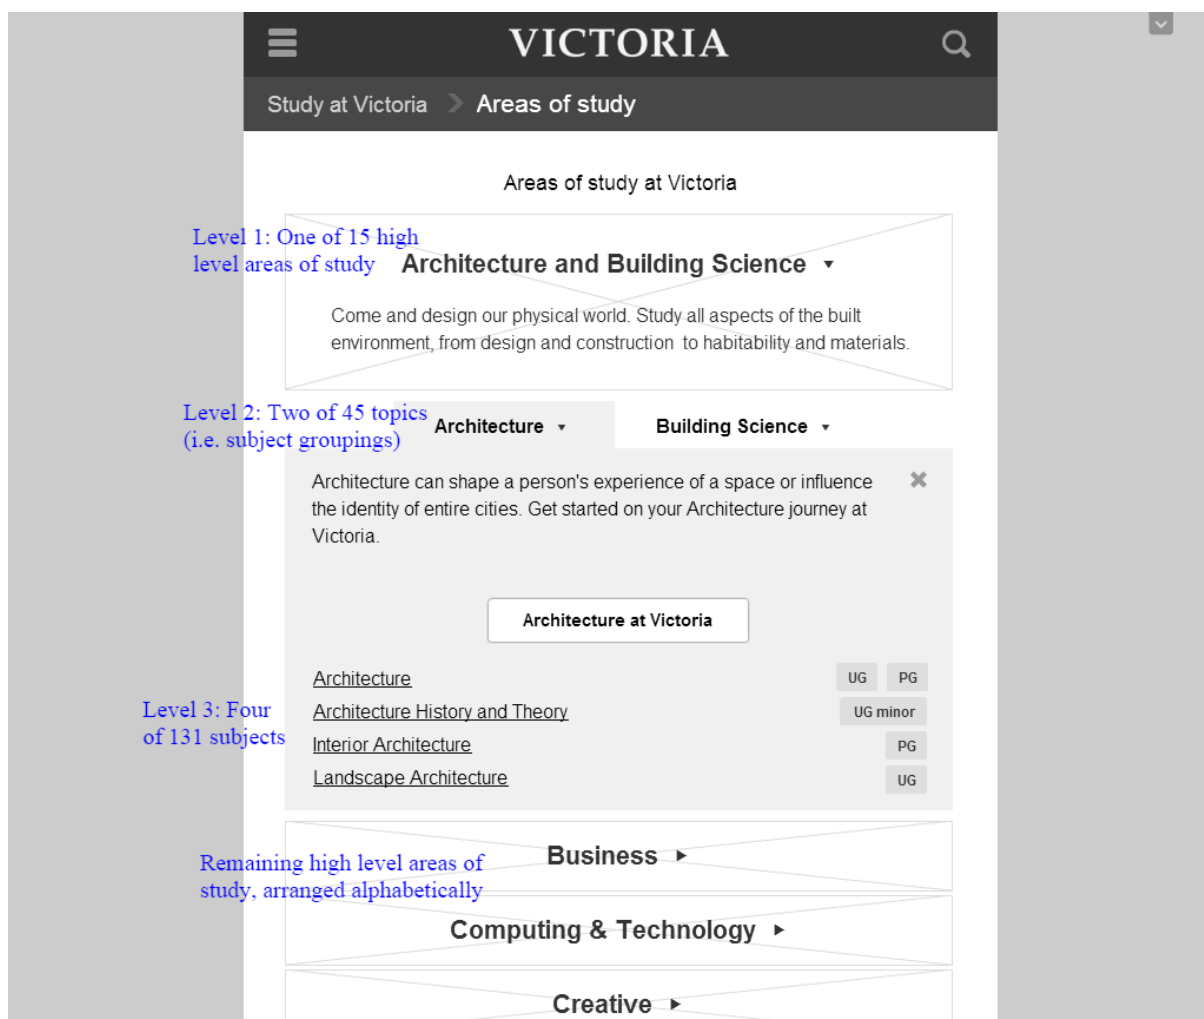 VICTORIA
Study at Victoria Areas of study
Areas of study at Victoria
Level 1: One of 15 high
level areas of study
Architecture and Building Science
Come and design our physical world. Study all aspects of the built
environment, from design and construction to habitability and materials.
Level 2: Two of 45 topics
(i.e. subject groupings)
Architecture Building Science
Architecture can shape a person's experience of a space or influence
the identity of entire cities. Get started on your Architecture journey at
Victoria.
Architecture at Victoria
Level 3: Four
of 131 subjects
Architecture UG PG
Architecture History and Theory UG minor
Interior Architecture PG
Landscape Architecture UG
Remaining high level areas of
study, arranged alphabetically
Business
Computing & Technology
Creative